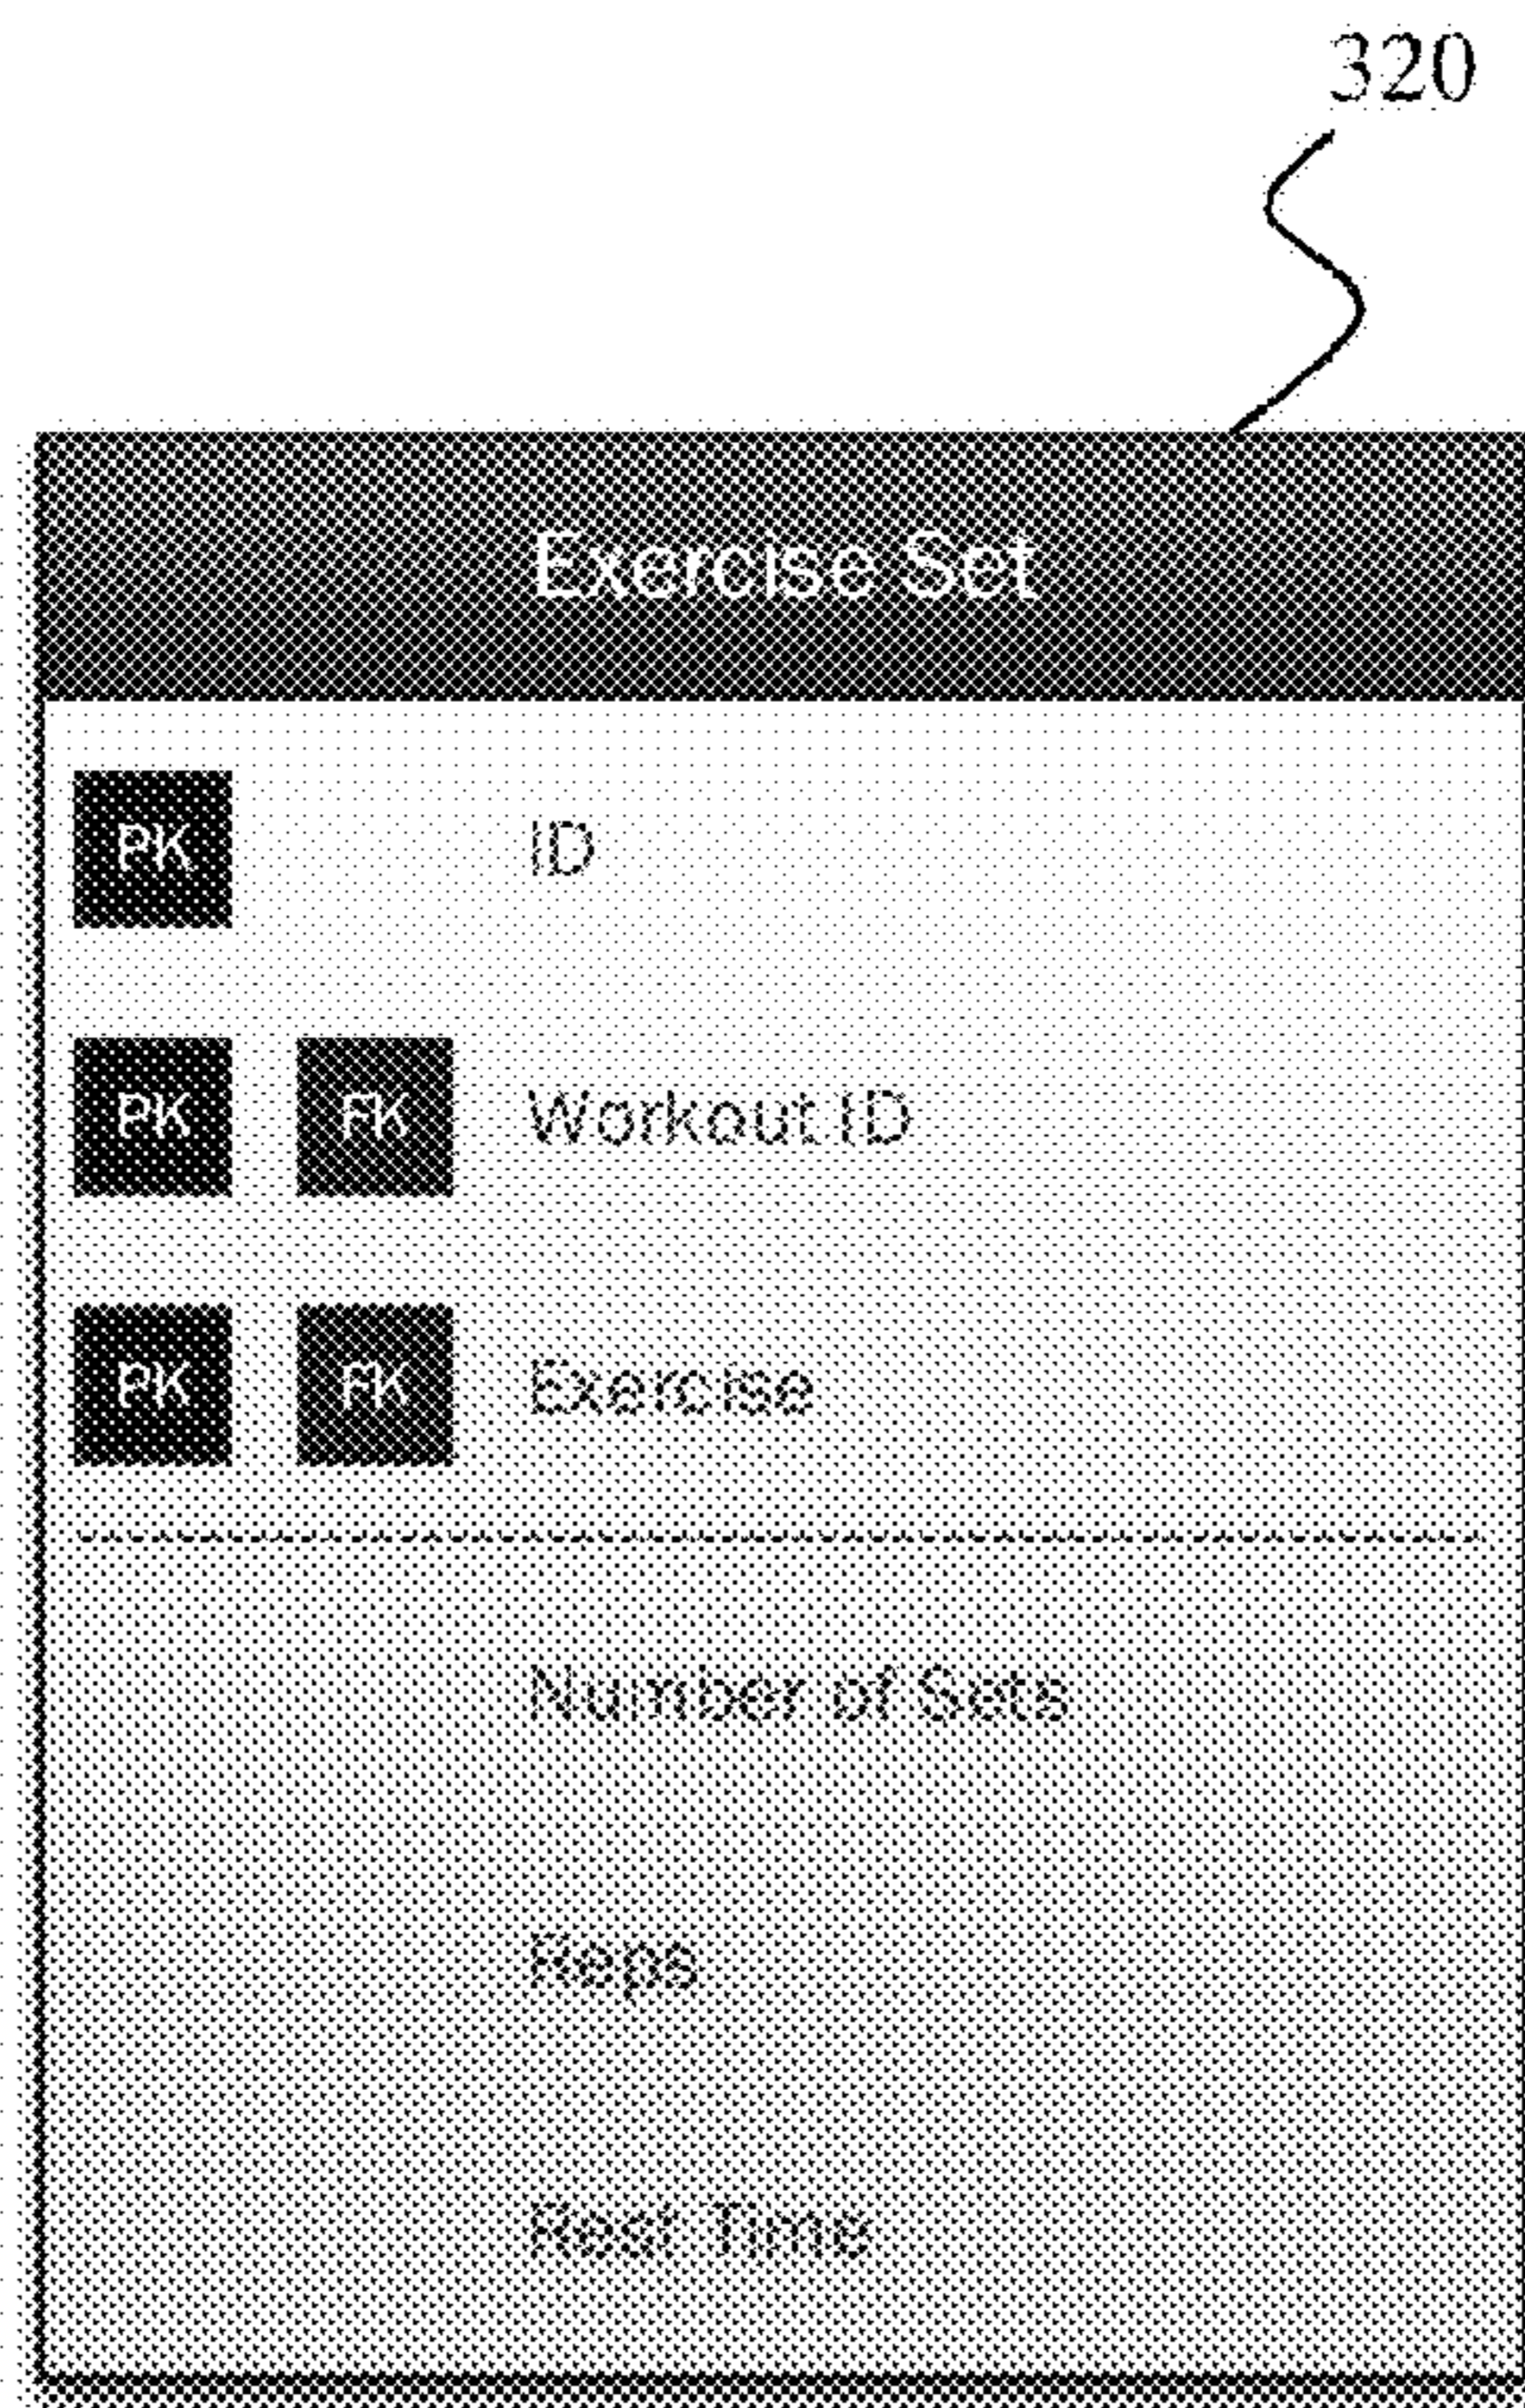 320
Exercise Set
PK ID
PK FK Workout ID
PK FK Exercise
Number of Sets
Reps
Rest Time